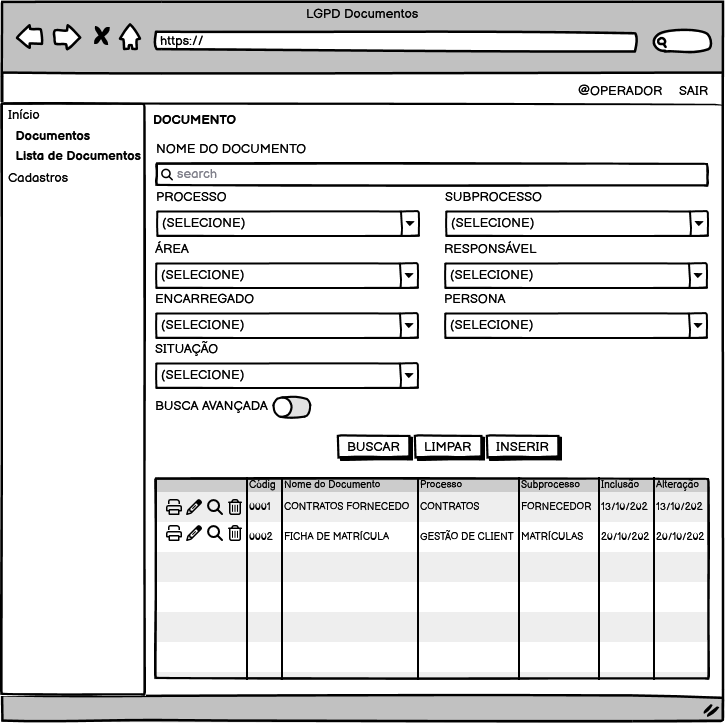 LGPD Documentos
https://
@OPERADOR SAIR
Início
Documentos
Lista de Documentos
Cadastros
DOCUMENTO
NOME DO DOCUMENTO
search
PROCESSO SUBPROCESSO
(SELECIONE) (SELECIONE)
ÁREA RESPONSÁVEL
(SELECIONE) (SELECIONE)
ENCARREGADO PERSONA
(SELECIONE) (SELECIONE)
SITUAÇÃO
(SELECIONE)
BUSCA AVANÇADA
BUSCAR LIMPAR INSERIR
Códig Nome do Documento Processo Subprocesso Inclusão Alteração
0001 CONTRATOS FORNECEDO CONTRATOS FORNECEDOR 13/10/202 13/10/202
0002 FICHA DE MATRÍCULA GESTÃO DE CLIENT MATRÍCULAS 20/10/202 20/10/202